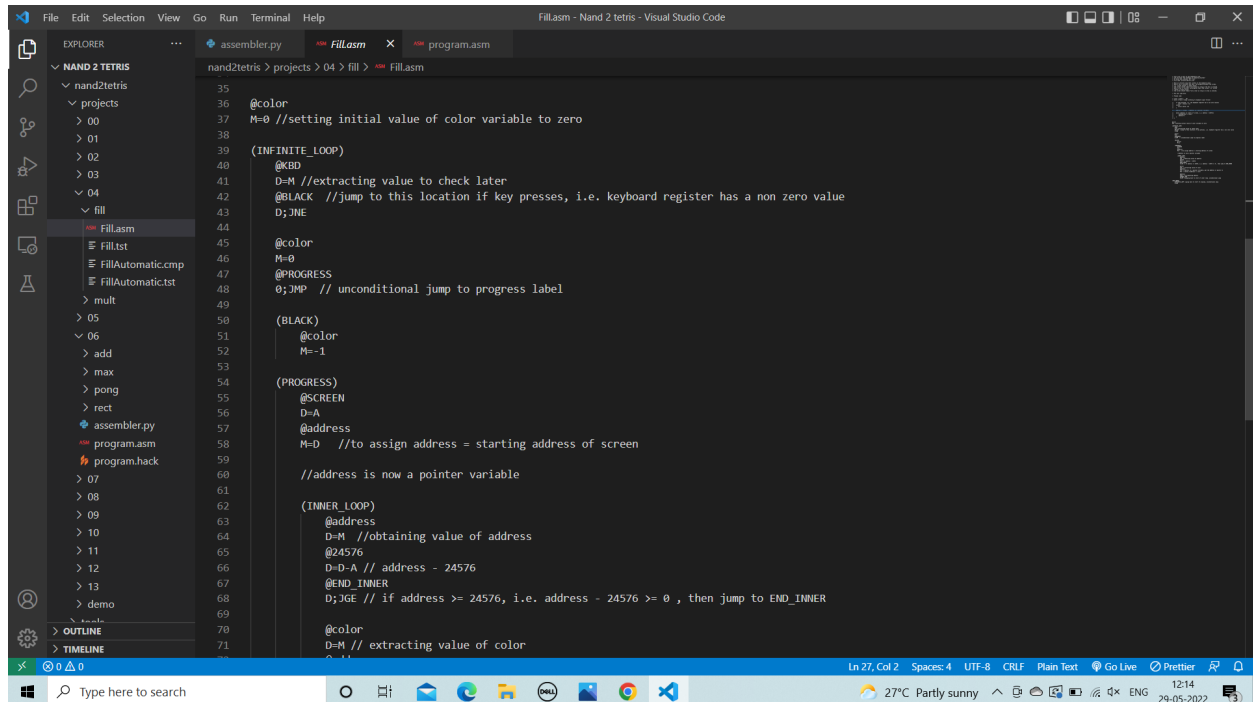 File Edit Selection View Go Run Terminal Help
Fill.asm - Nand 2 tetris - Visual Studio Code
EXPLORER
NAND 2 TETRIS
nand2tetris
projects
00
01
02
03
04
fill
Fill.asm
Fill.tst
FillAutomatic.cmp
FillAutomatic.tst
mult
05
06
add
max
pong
rect
assembler.py
program.asm
program.hack
07
08
09
10
11
12
13
demo
tools
OUTLINE
TIMELINE
assembler.py Fill.asm program.asm
nand2tetris > projects > 04 > fill > Fill.asm
35
36 @color
37 M=0 //setting initial value of color variable to zero
38
39 (INFINITE_LOOP)
40 @KBD
41 D=M //extracting value to check later
42 @BLACK //jump to this location if key presses, i.e. keyboard register has a non zero value
43 D;JNE
44
45 @color
46 M=0
47 @PROGRESS
48 0;JMP // unconditional jump to progress label
49
50 (BLACK)
51 @color
52 M=-1
53
54 (PROGRESS)
55 @SCREEN
56 D=A
57 @address
58 M=D //to assign address = starting address of screen
59
60 //address is now a pointer variable
61
62 (INNER_LOOP)
63 @address
64 D=M //obtaining value of address
65 @24576
66 D=D-A // address - 24576
67 @END_INNER
68 D;JGE // if address >= 24576, i.e. address - 24576 >= 0 , then jump to END_INNER
69
70 @color
71 D=M // extracting value of color
0 0
Ln 27, Col 2 Spaces: 4 UTF-8 CRLF Plain Text Go Live Prettier
Type here to search
DELL
27°C Partly sunny
ENG
12:14
29-05-2022
3